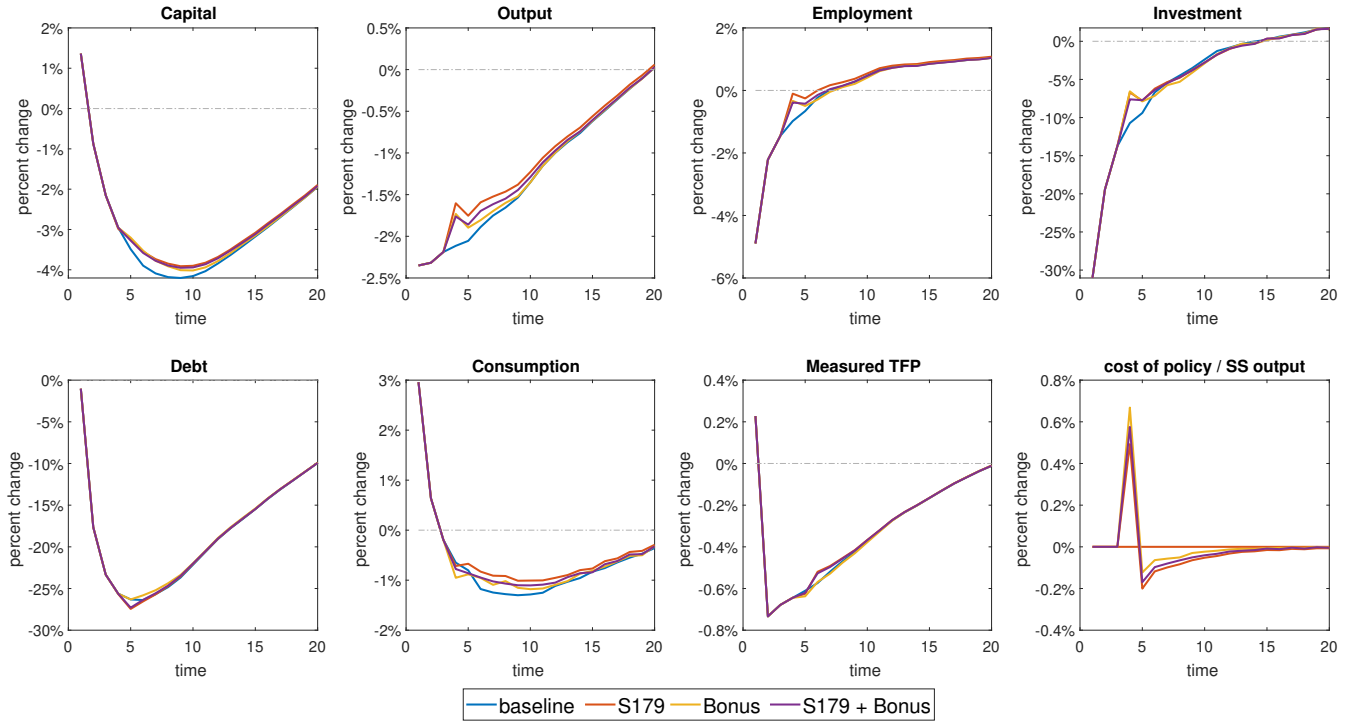 Capital
percent change
2%
1%
0%
-1%
-2%
-3%
-4%
0 5 10 15 20
time
Output
percent change
0.5%
0%
-0.5%
-1.0%
-1.5%
-2.0%
-2.5%
0 5 10 15 20
time
Employment
percent change
2%
0%
-2%
-4%
-6%
0 5 10 15 20
time
Investment
percent change
0%
-5%
-10%
-15%
-20%
-25%
-30%
0 5 10 15 20
time
Debt
percent change
0%
-10%
-20%
-25%
-30%
0 5 10 15 20
time
Consumption
percent change
3%
2%
1%
0%
-1%
-2%
0 5 10 15 20
time
Measured TFP
percent change
0.4%
0.2%
0%
-0.2%
-0.4%
-0.6%
-0.8%
0 5 10 15 20
time
cost of policy / SS output
percent change
0.8%
0.6%
0.4%
0.2%
0%
-0.2%
-0.4%
0 5 10 15 20
time
baseline S179 Bonus S179 + Bonus